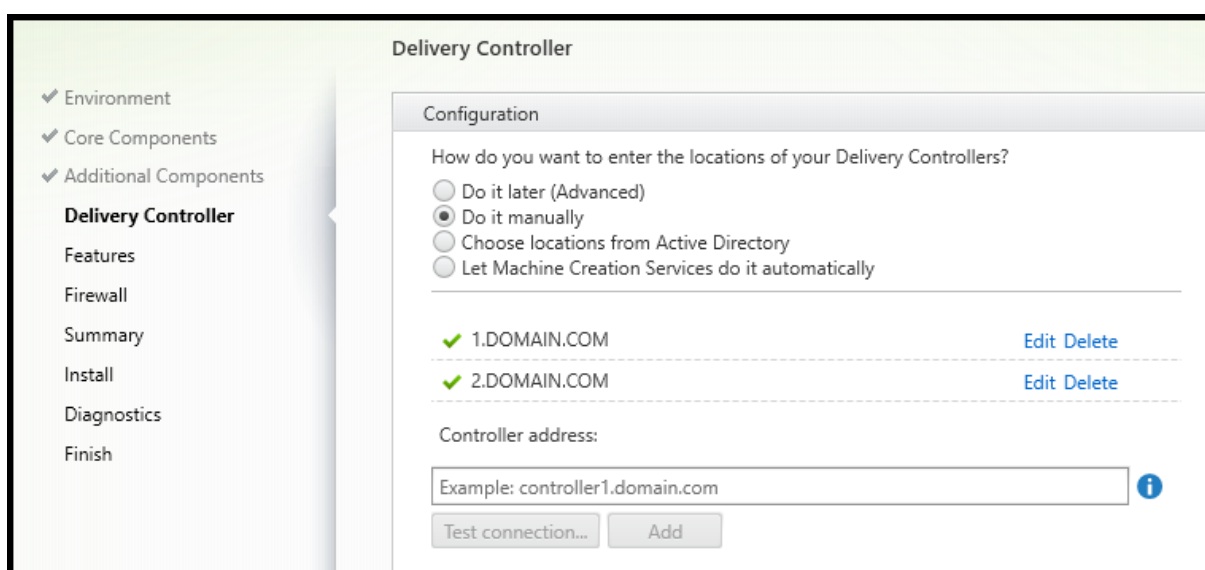 Delivery Controller
Environment
Core Components
Additional Components
Delivery Controller
Features
Firewall
Summary
Install
Diagnostics
Finish
Configuration
How do you want to enter the locations of your Delivery Controllers?
Do it later (Advanced)
Do it manually
Choose locations from Active Directory
Let Machine Creation Services do it automatically
1.DOMAIN.COM Edit Delete
2.DOMAIN.COM Edit Delete
Controller address:
Example: controller1.domain.com
Test connection... Add